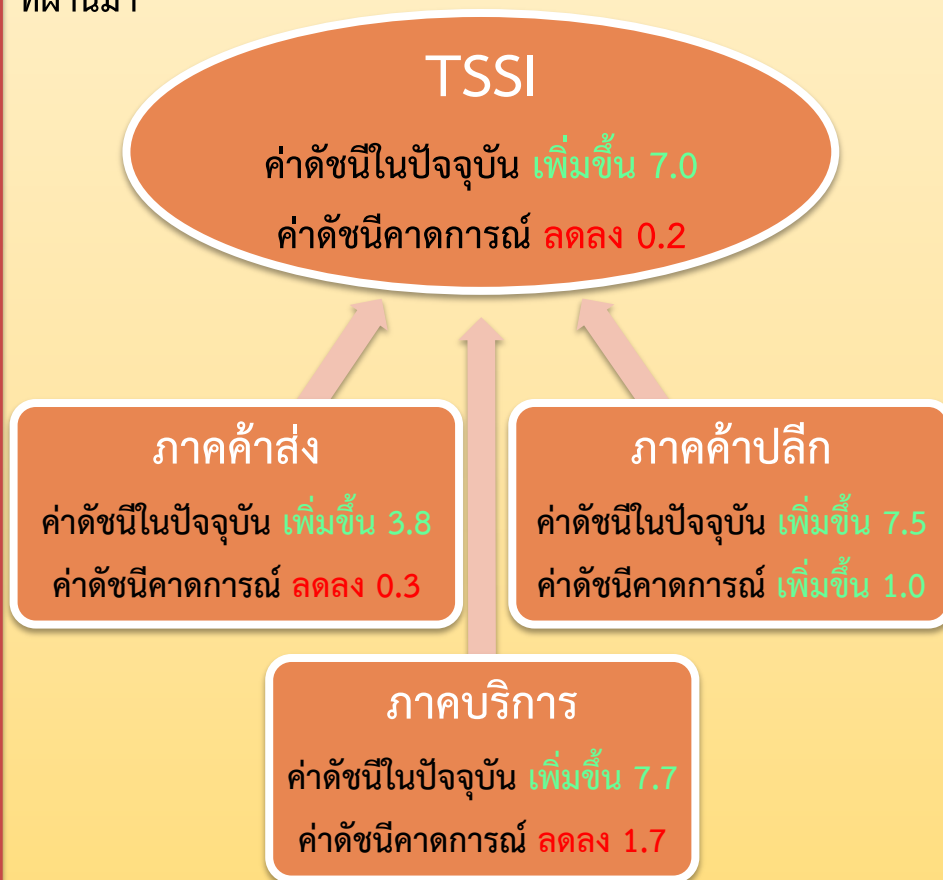 ที่ผ่านมา
TSSI
ค่าดัชนีในปัจจุบัน เพิ่มขึ้น 7.0
ค่าดัชนีคาดการณ์ ลดลง 0.2
ภาคค้าส่ง
ค่าดัชนีในปัจจุบัน เพิ่มขึ้น 3.8
ค่าดัชนีคาดการณ์ ลดลง 0.3
ภาคค้าปลีก
ค่าดัชนีในปัจจุบัน เพิ่มขึ้น 7.5
ค่าดัชนีคาดการณ์ เพิ่มขึ้น 1.0
ภาคบริการ
ค่าดัชนีในปัจจุบัน เพิ่มขึ้น 7.7
ค่าดัชนีคาดการณ์ ลดลง 1.7